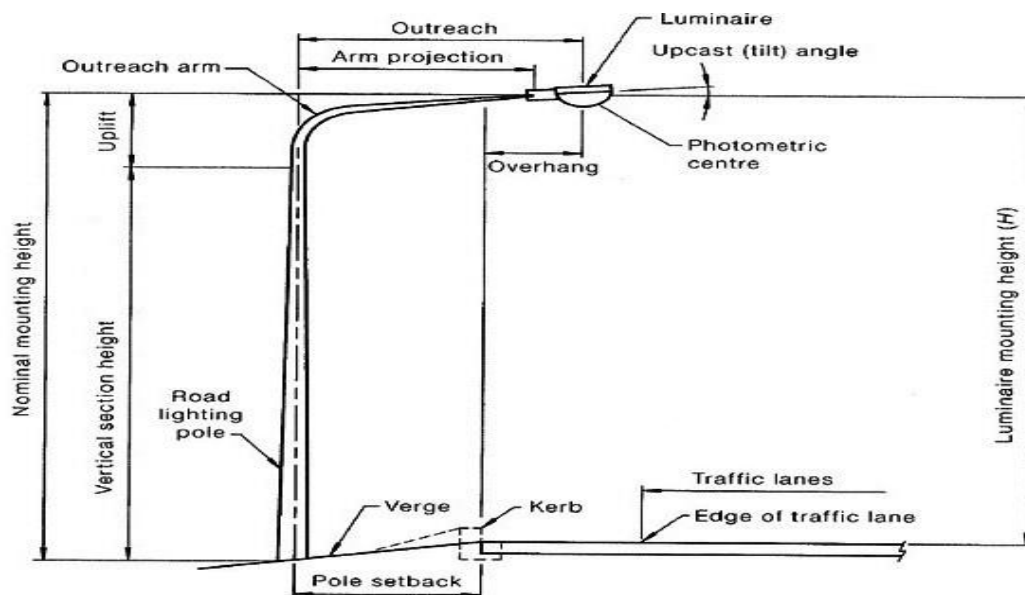 Outreach
Luminaire
Upcast (tilt) angle
Arm projection
Outreach arm
Uplift
Photometric
centre
Overhang
Nominal mounting height
Vertical section height
Luminaire mounting height (H)
Road
lighting
pole
Traffic lanes
Verge
Kerb
Edge of traffic lane
Pole setback